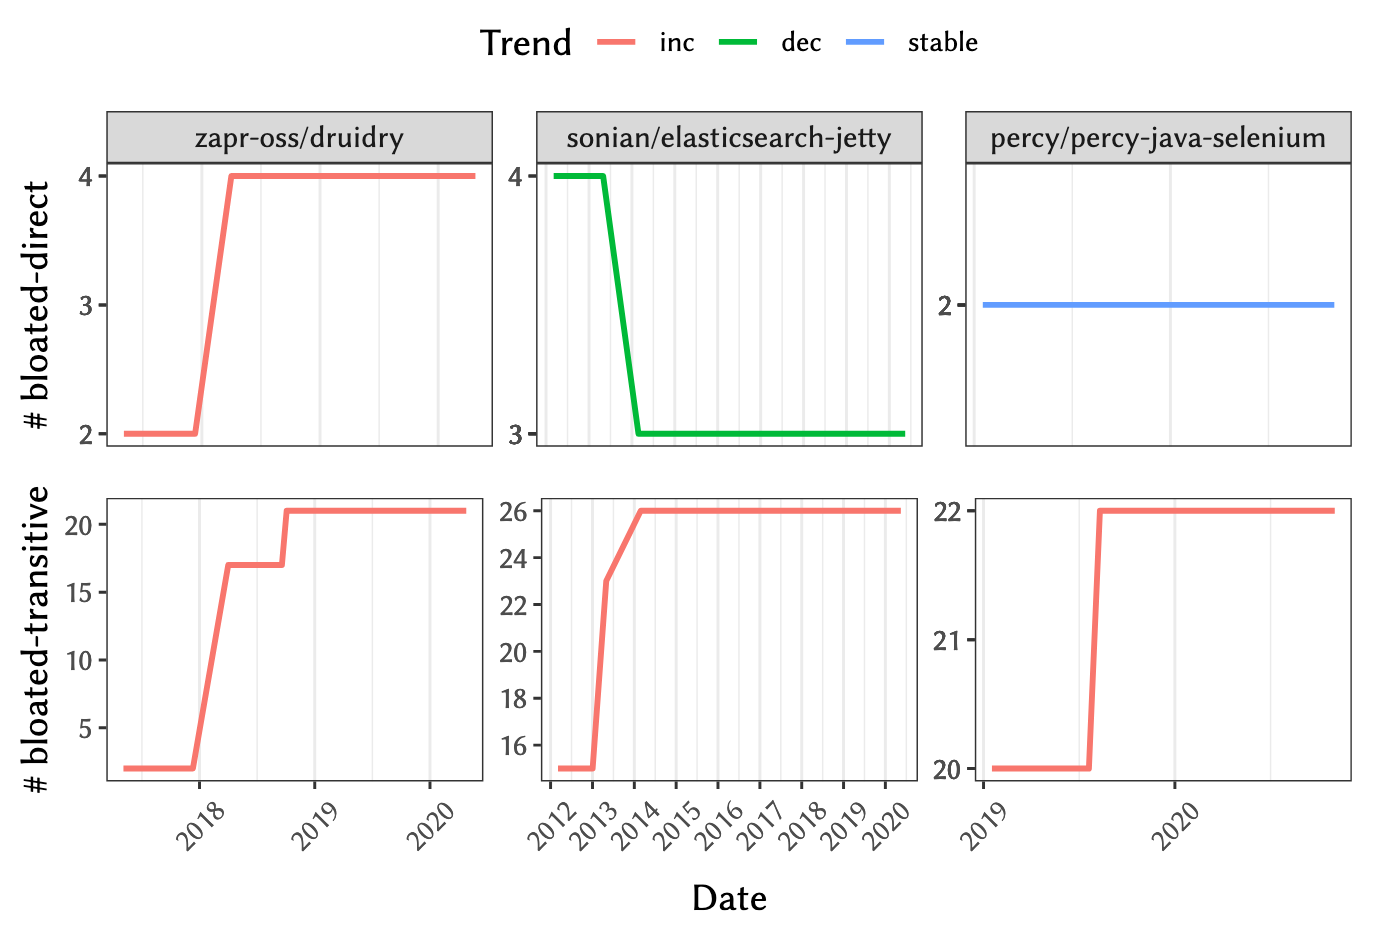 Trend inc dec stable
zapr-oss/druidry sonian/elasticsearch-jetty percy/percy-java-selenium
# bloated-direct
4
3
2
4
3
2
# bloated-transitive
20
15
10
5
26
24
22
20
18
16
22
21
20
2018 2019 2020
2012 2013 2014 2015 2016 2017 2018 2019 2020
2019 2020
Date